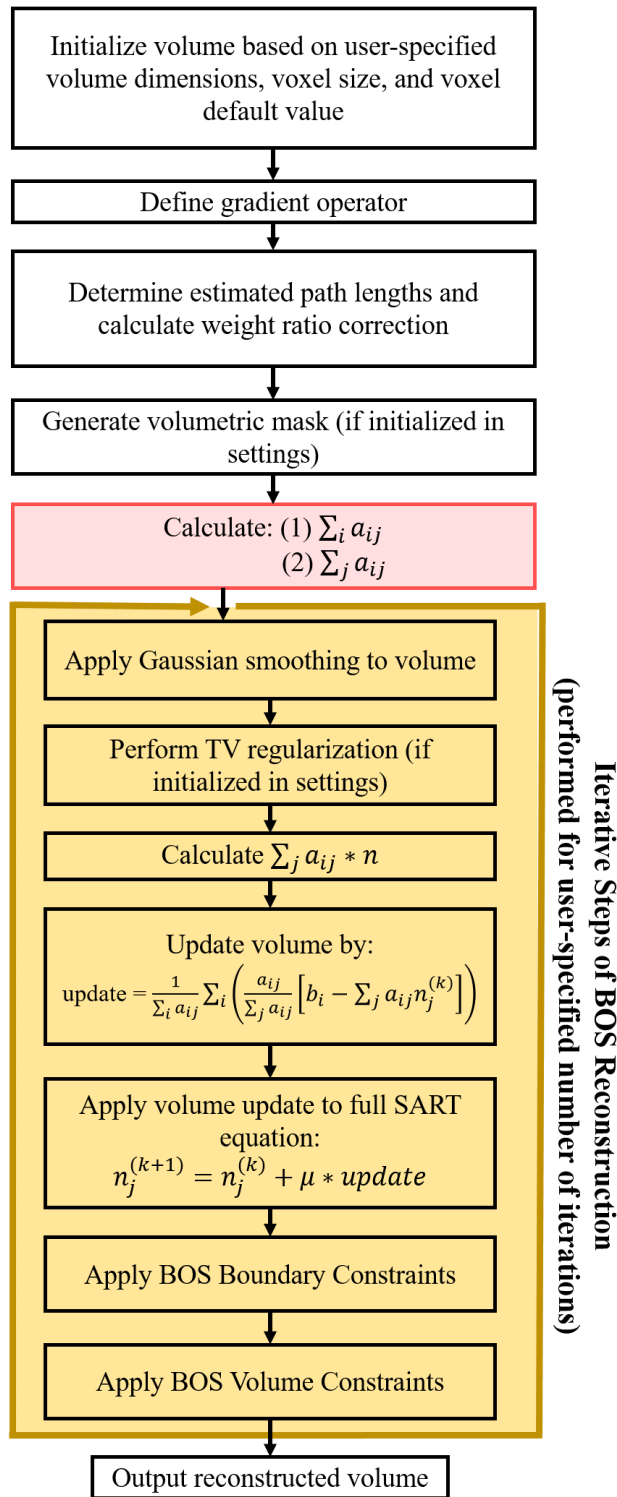 Initialize volume based on user-specified
volume dimensions, voxel size, and voxel
default value
Define gradient operator
Determine estimated path lengths and
calculate weight ratio correction
Generate volumetric mask (if initialized in
settings)
Calculate: (1) ∑ᵢ aᵢⱼ
(2) ∑ⱼ aᵢⱼ
Apply Gaussian smoothing to volume
Perform TV regularization (if
initialized in settings)
Calculate ∑ⱼ aᵢⱼ * n
Update volume by:
update = 1/(∑ᵢ aᵢⱼ) ∑ᵢ (aᵢⱼ/(∑ⱼ aᵢⱼ) [bᵢ − ∑ⱼ aᵢⱼ nⱼ⁽ᵏ⁾])
Apply volume update to full SART
equation:
nⱼ⁽ᵏ⁺¹⁾ = nⱼ⁽ᵏ⁾ + μ * update
Apply BOS Boundary Constraints
Apply BOS Volume Constraints
Iterative Steps of BOS Reconstruction
(performed for user-specified number of iterations)
Output reconstructed volume